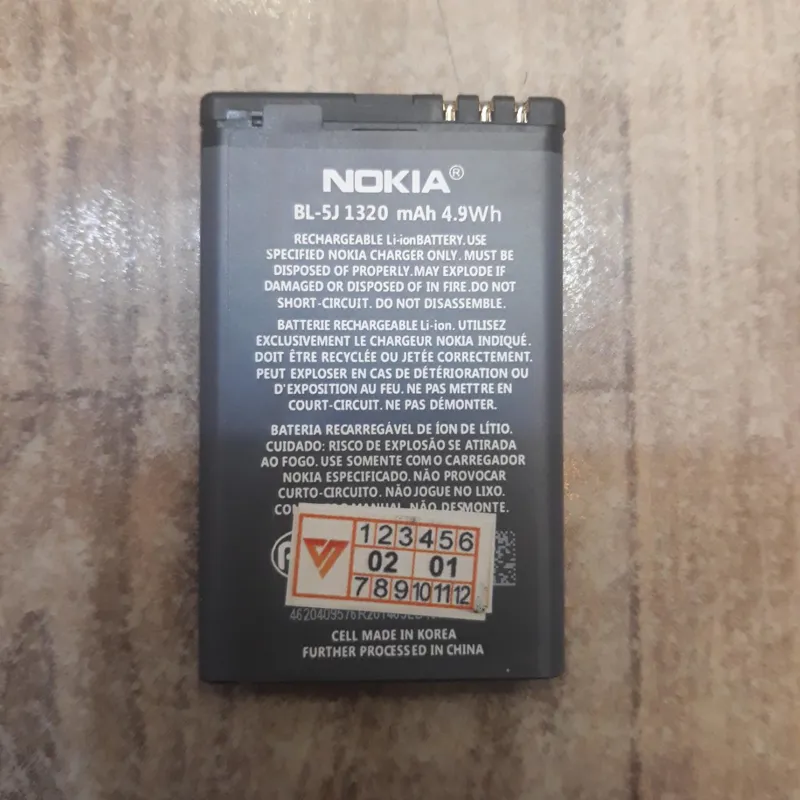 NOKIA®
BL-5J 1320 mAh 4.9Wh
RECHARGEABLE Li-ionBATTERY.USE
SPECIFIED NOKIA CHARGER ONLY. MUST BE
DISPOSED OF PROPERLY.MAY EXPLODE IF
DAMAGED OR DISPOSED OF IN FIRE.DO NOT
SHORT-CIRCUIT. DO NOT DISASSEMBLE.
BATTERIE RECHARGEABLE Li-ion. UTILISEZ
EXCLUSIVEMENT LE CHARGEUR NOKIA INDIQUÉ.
DOIT ÊTRE RECYCLÉE OU JETÉE CORRECTEMENT.
PEUT EXPLOSER EN CAS DE DÉTÉRIORATION OU
D'EXPOSITION AU FEU. NE PAS METTRE EN
COURT-CIRCUIT. NE PAS DÉMONTER.
BATERIA RECARREGÁVEL DE ÍON DE LÍTIO.
CUIDADO: RISCO DE EXPLOSÃO SE ATIRADA
AO FOGO. USE SOMENTE COM O CARREGADOR
NOKIA ESPECIFICADO. NÃO PROVOCAR
CURTO-CIRCUITO. NÃO JOGUE NO LIXO.
MANUAL. NÃO DESMONTE.
1 2 3 4 5 6
02 01
7 8 9 10 11 12
CELL MADE IN KOREA
FURTHER PROCESSED IN CHINA